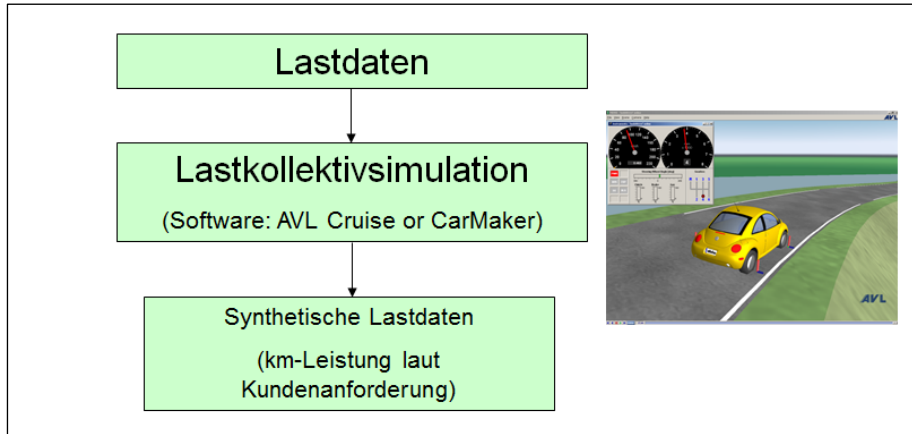 Lastdaten
Lastkollektivsimulation
(Software: AVL Cruise or CarMaker)
Synthetische Lastdaten
(km-Leistung laut
Kundenanforderung)
AVL
AVL